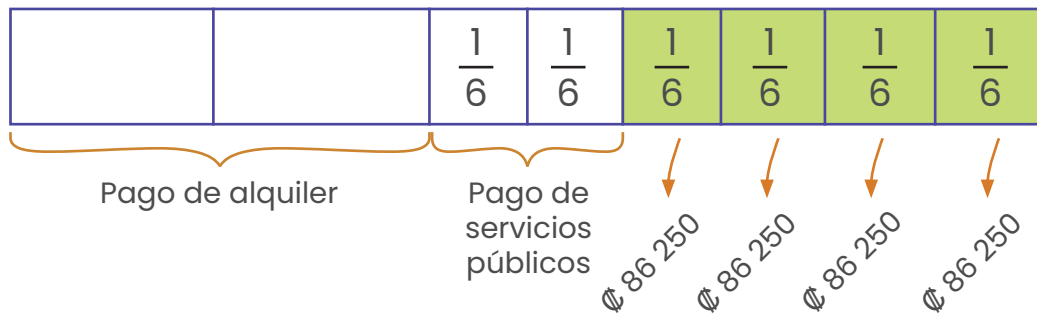 1/6 1/6 1/6 1/6 1/6 1/6
Pago de alquiler
Pago de
servicios
públicos
₡ 86 250
₡ 86 250
₡ 86 250
₡ 86 250